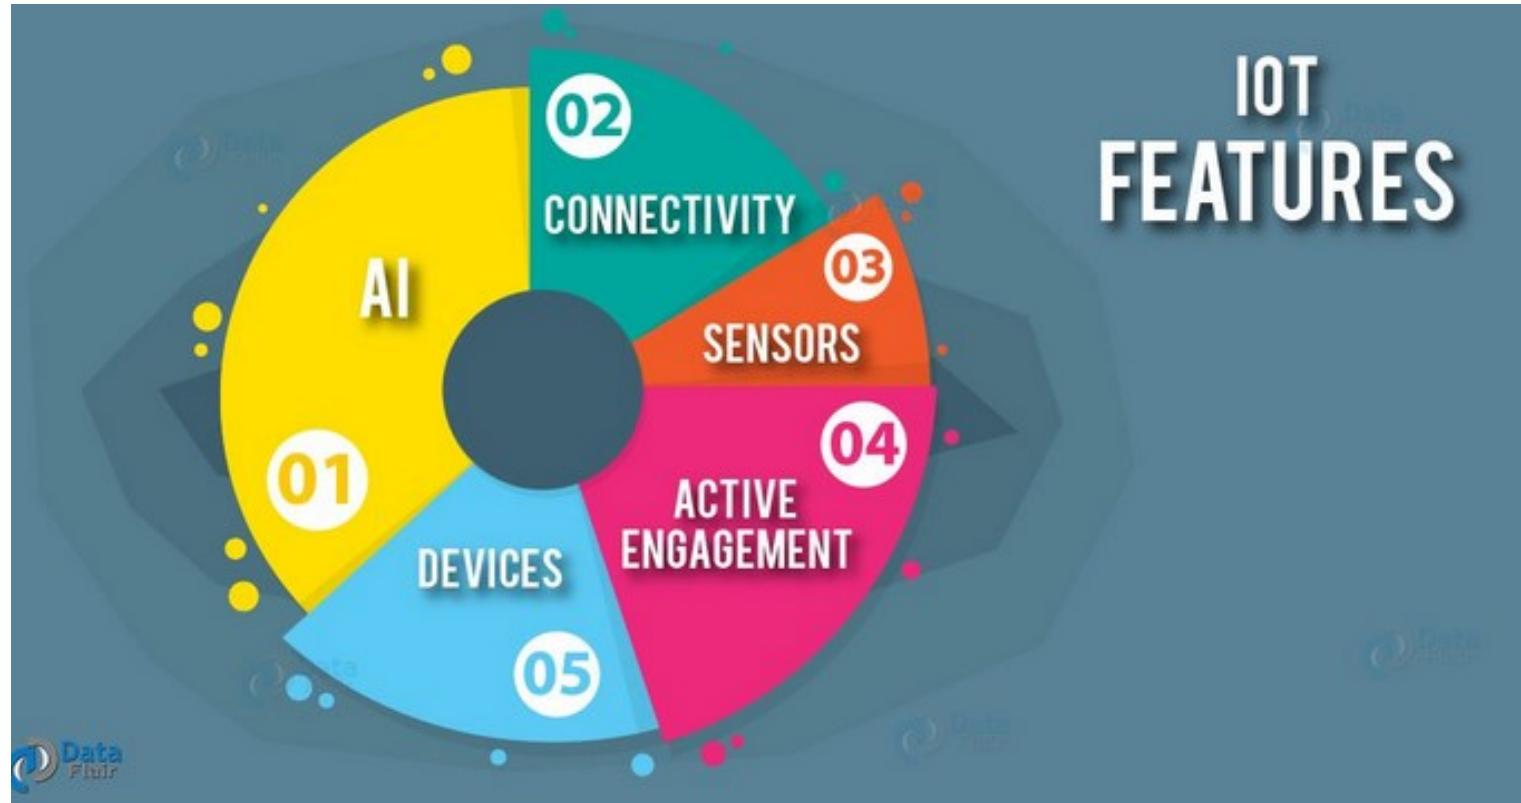 IOT
FEATURES
AI
01
02
CONNECTIVITY
03
SENSORS
04
ACTIVE
ENGAGEMENT
DEVICES
05
Data
Flair